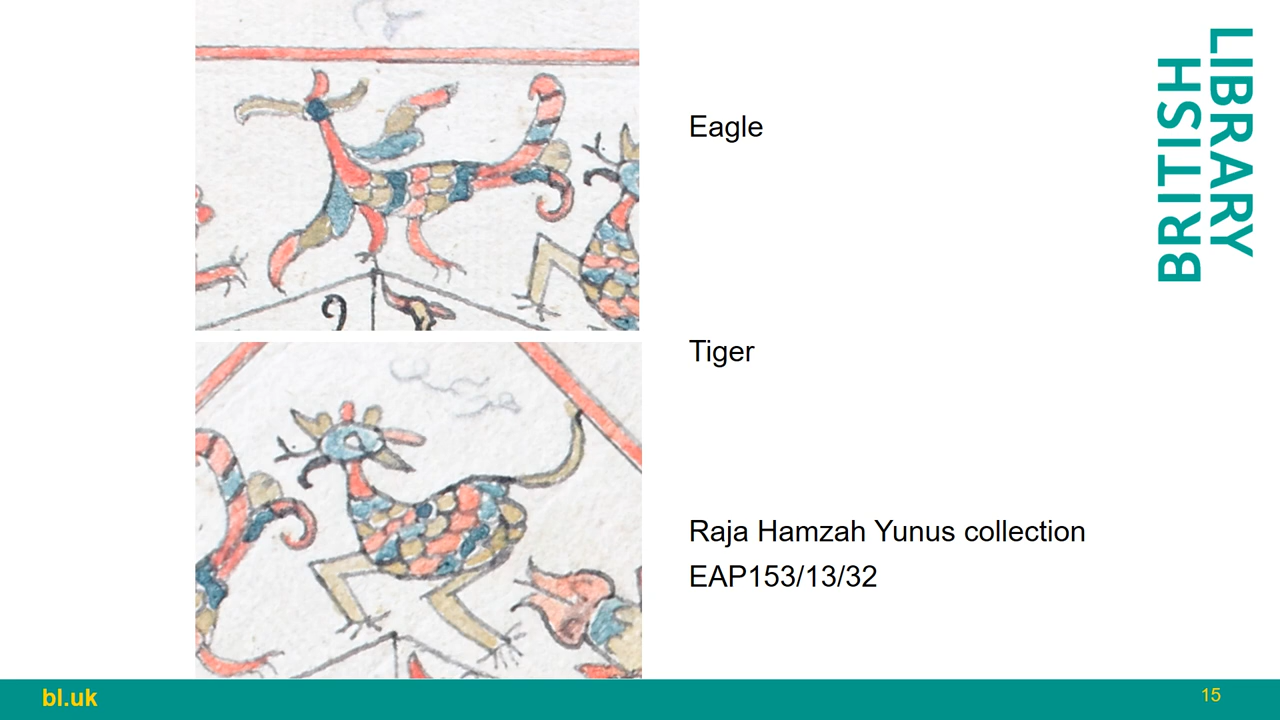 Eagle
Tiger
Raja Hamzah Yunus collection
EAP153/13/32
BRITISH
LIBRARY
bl.uk
15